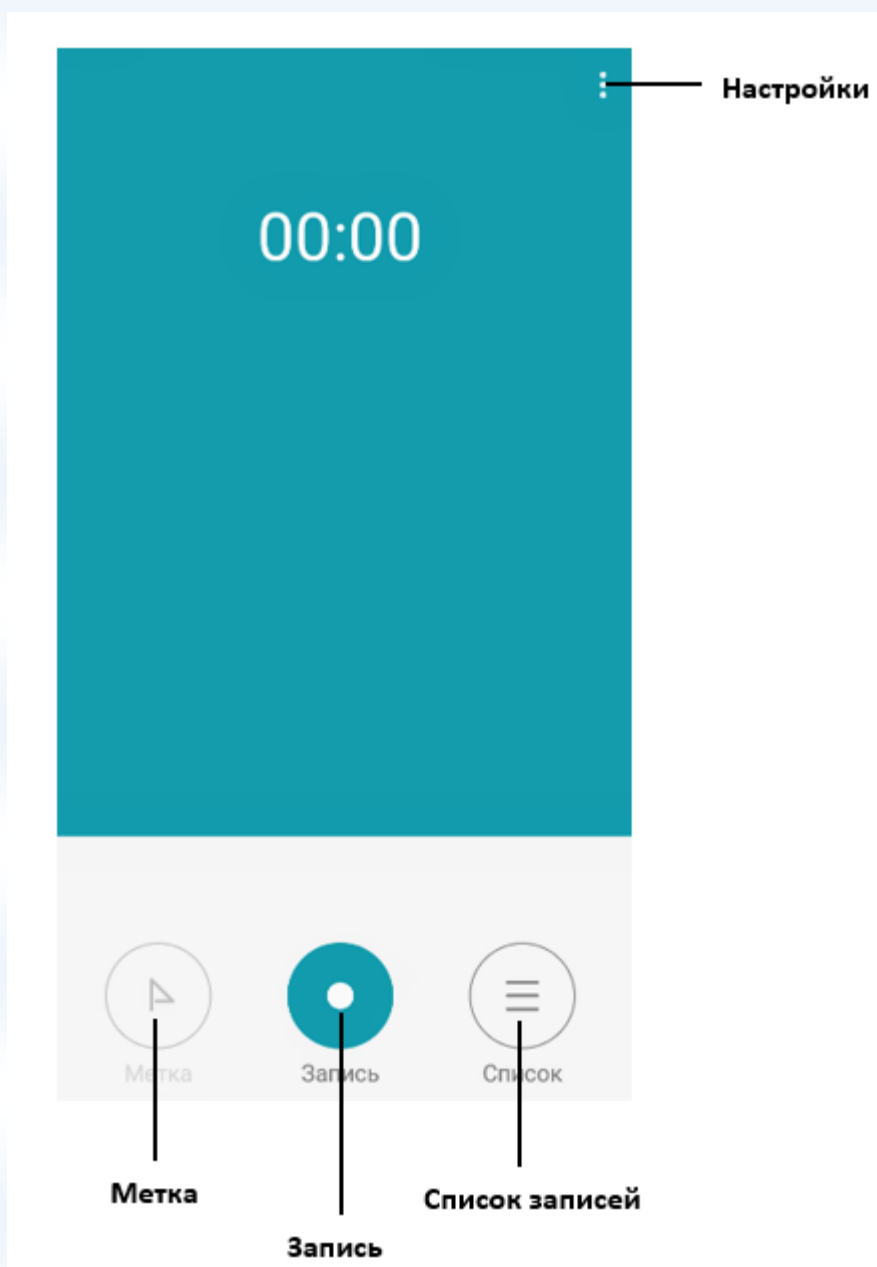 Настройки
00:00
Метка
Запись
Список
Метка
Список записей
Запись